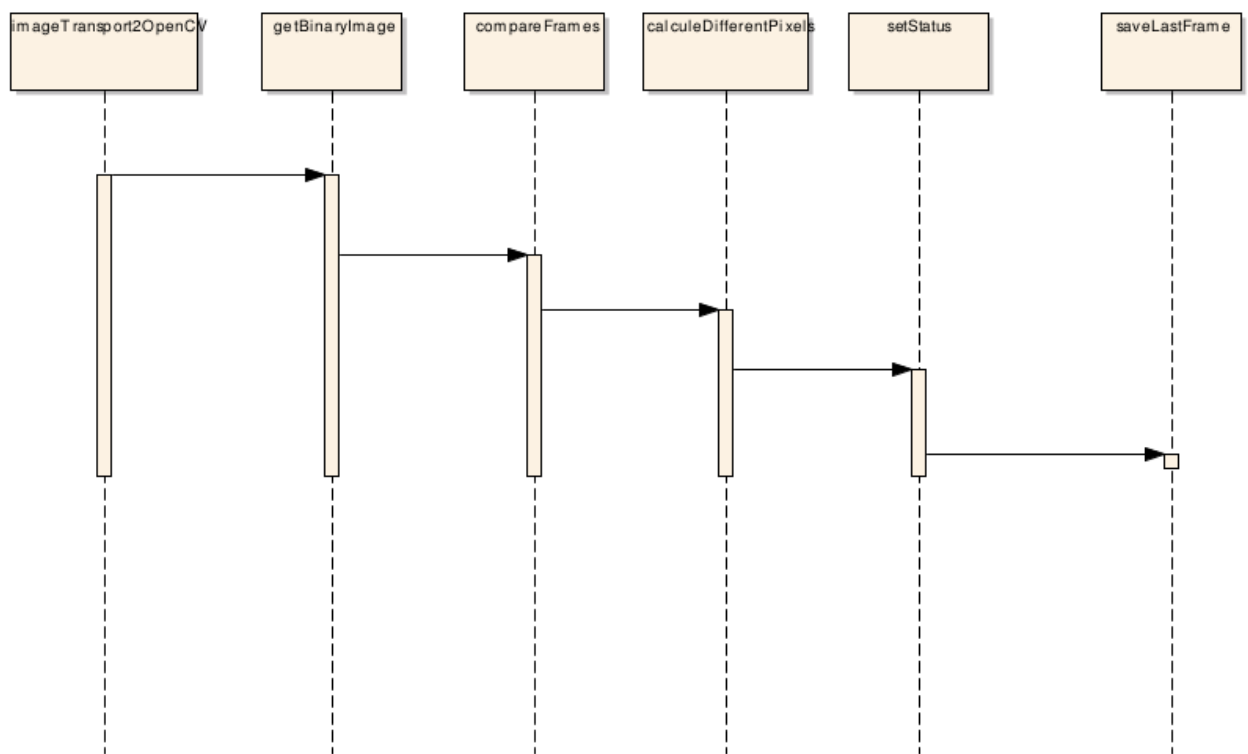 imageTransport2OpenCV
getBinaryImage
compareFrames
calculeDifferentPixels
setStatus
saveLastFrame